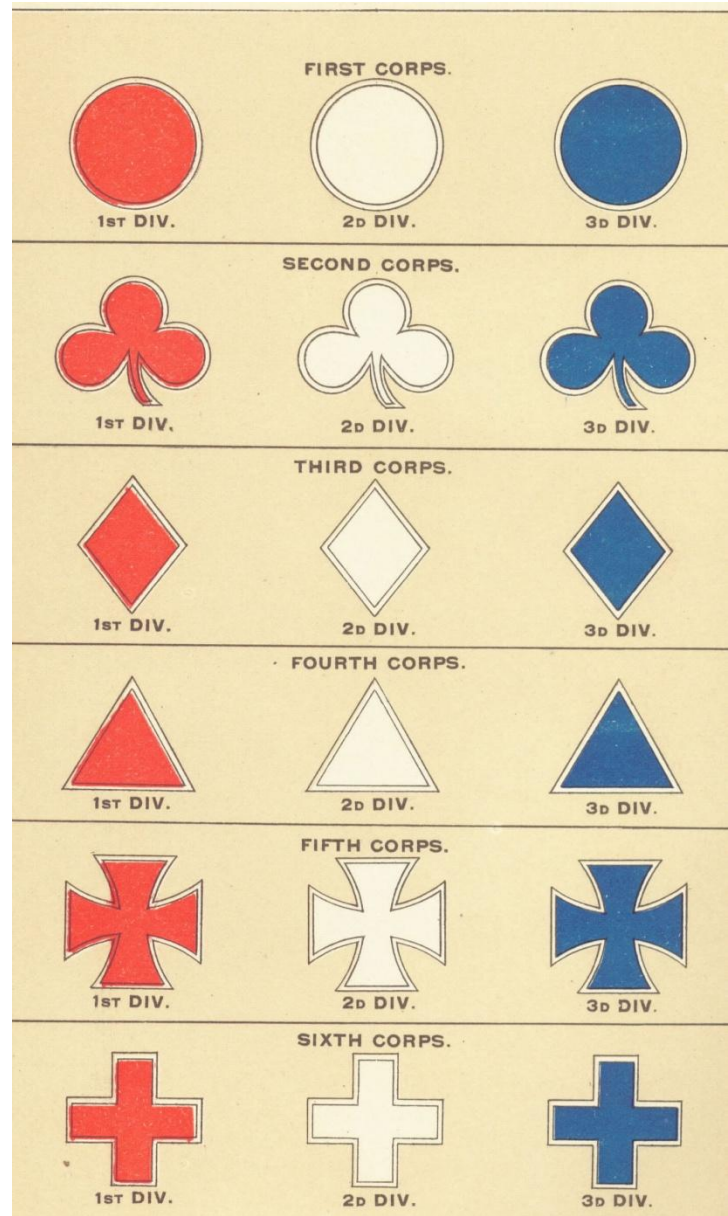 FIRST CORPS.
1ST DIV. 2D DIV. 3D DIV.
SECOND CORPS.
1ST DIV. 2D DIV. 3D DIV.
THIRD CORPS.
1ST DIV. 2D DIV. 3D DIV.
FOURTH CORPS.
1ST DIV. 2D DIV. 3D DIV.
FIFTH CORPS.
1ST DIV. 2D DIV. 3D DIV.
SIXTH CORPS.
1ST DIV. 2D DIV. 3D DIV.